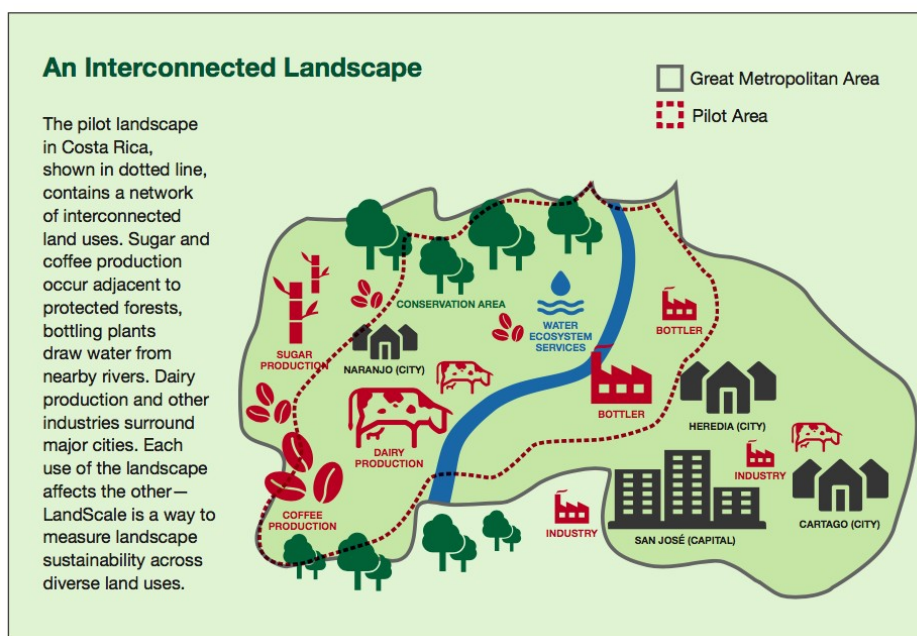 An Interconnected Landscape
The pilot landscape
in Costa Rica,
shown in dotted line,
contains a network
of interconnected
land uses. Sugar and
coffee production
occur adjacent to
protected forests,
bottling plants
draw water from
nearby rivers. Dairy
production and other
industries surround
major cities. Each
use of the landscape
affects the other—
LandScale is a way to
measure landscape
sustainability across
diverse land uses.
Great Metropolitan Area
Pilot Area
CONSERVATION AREA
SUGAR
PRODUCTION
NARANJO (CITY)
WATER
ECOSYSTEM
SERVICES
BOTTLER
BOTTLER
HEREDIA (CITY)
DAIRY
PRODUCTION
INDUSTRY
COFFEE
PRODUCTION
INDUSTRY
SAN JOSÉ (CAPITAL)
CARTAGO (CITY)